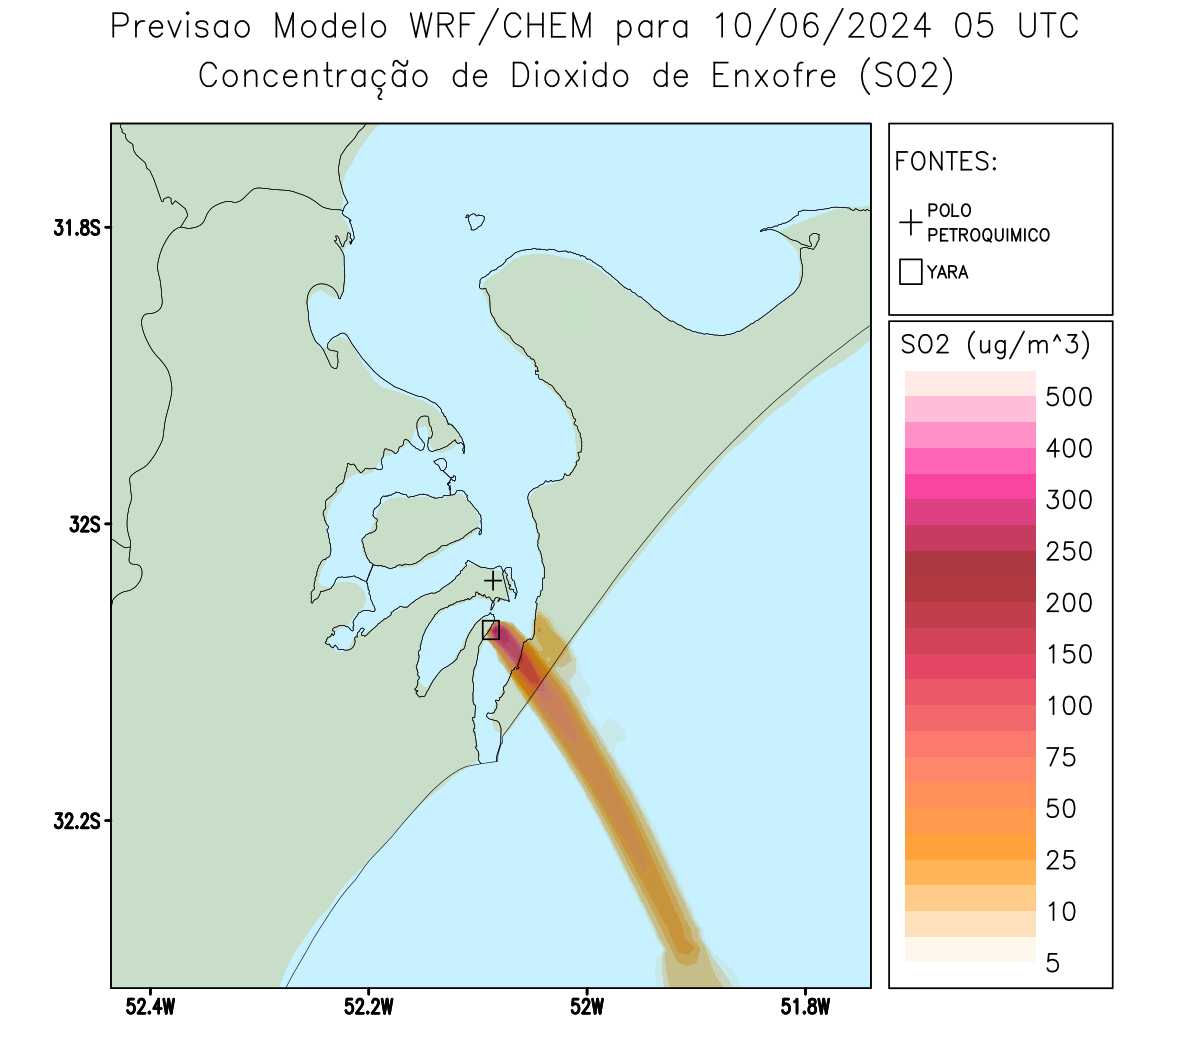 Previsao Modelo WRF/CHEM para 10/06/2024 05 UTC
Concentração de Dioxido de Enxofre (SO2)
FONTES:
POLO
PETROQUIMICO
YARA
SO2 (ug/m^3)
500
400
300
250
200
150
100
75
50
25
10
5
31.8S
32S
32.2S
52.4W
52.2W
52W
51.8W